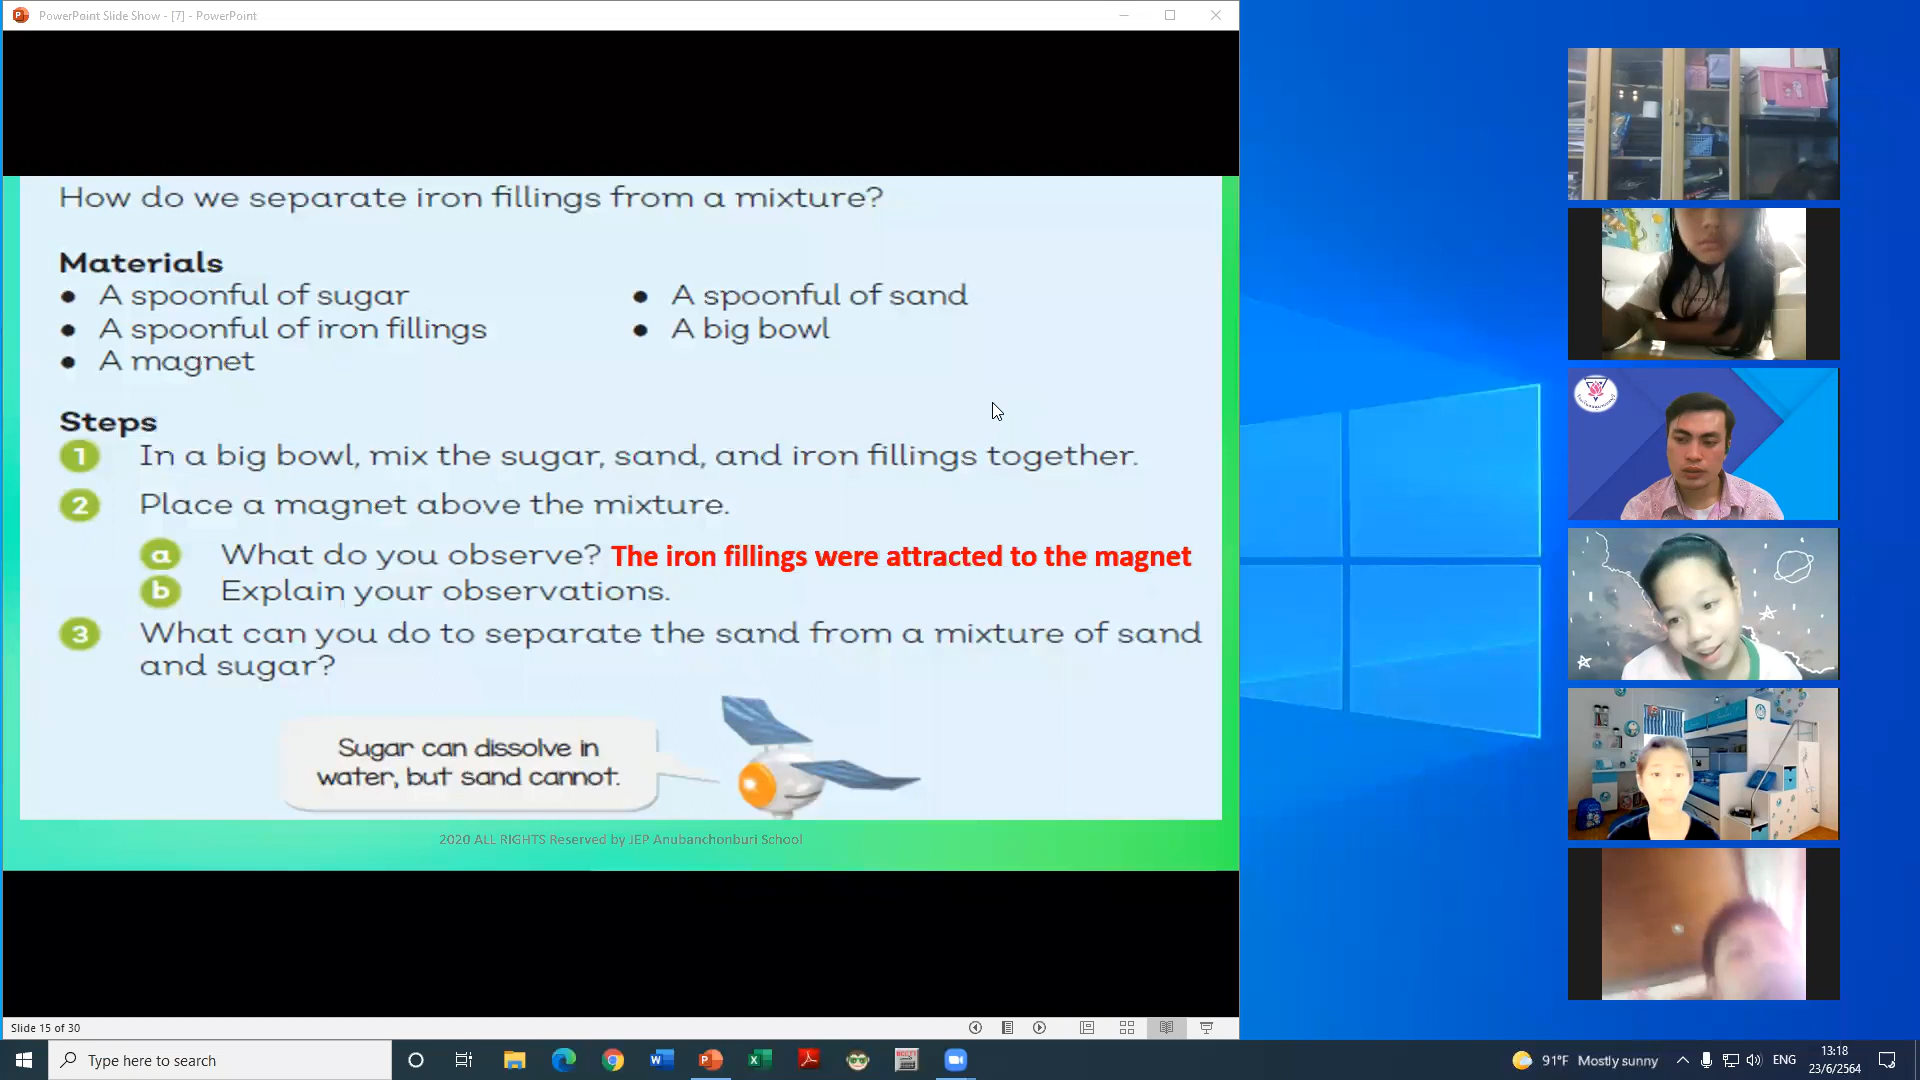 PowerPoint Slide Show - [7] - PowerPoint
How do we separate iron fillings from a mixture?
Materials
A spoonful of sugar
A spoonful of sand
A spoonful of iron fillings
A big bowl
A magnet
Steps
1 In a big bowl, mix the sugar, sand, and iron fillings together.
2 Place a magnet above the mixture.
a What do you observe? The iron fillings were attracted to the magnet
b Explain your observations.
3 What can you do to separate the sand from a mixture of sand
and sugar?
Sugar can dissolve in
water, but sand cannot.
2020 ALL RIGHTS Reserved by JEP Anubanchonburi School
Slide 15 of 30
Type here to search
91°F Mostly sunny
ENG
13:18
23/6/2564